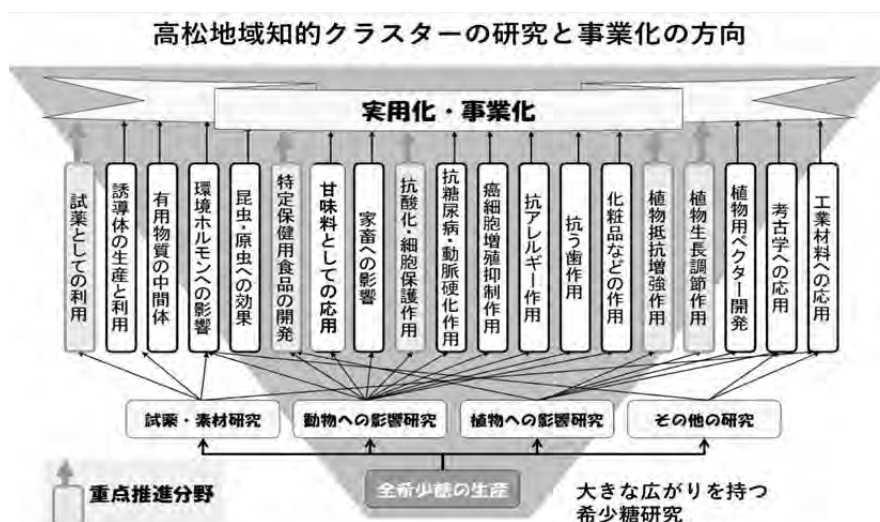 高松地域知的クラスターの研究と事業化の方向
実用化・事業化
試薬としての利用
誘導体の生産と利用
有用物質の中間体
環境ホルモンへの影響
昆虫・原虫への効果
特定保健用食品の開発
甘味料としての応用
家畜への影響
抗酸化・細胞保護作用
抗糖尿病・動脈硬化作用
癌細胞増殖抑制作用
抗アレルギー作用
抗う歯作用
化粧品などの作用
植物抵抗増強作用
植物生長調節作用
植物用ベクター開発
考古学への応用
工業材料への応用
試薬・素材研究
動物への影響研究
植物への影響研究
その他の研究
全希少糖の生産
重点推進分野
大きな広がりを持つ
希少糖研究